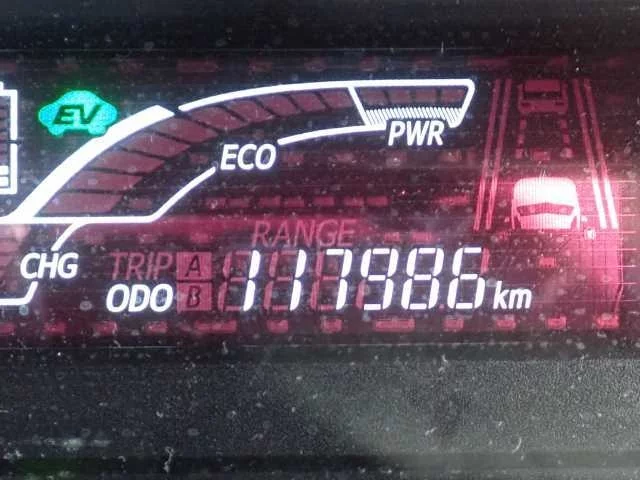 EV
PWR
ECO
RANGE
CHG
TRIP A
ODO B 117986 km